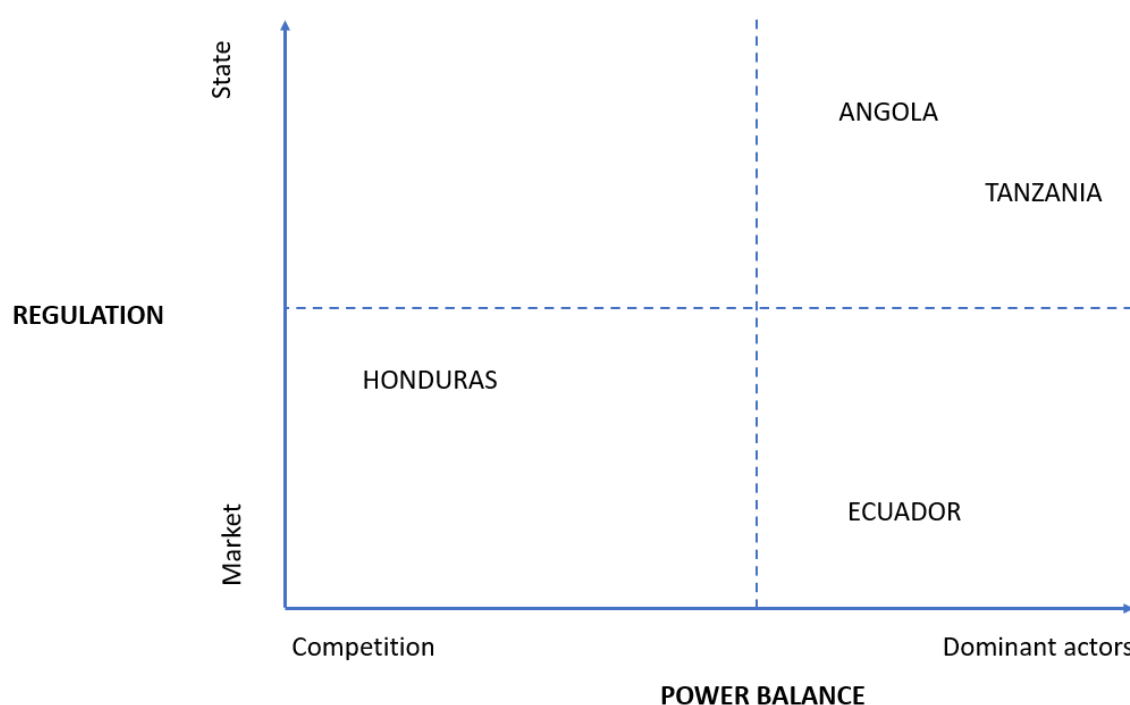 State
ANGOLA
TANZANIA
REGULATION
HONDURAS
Market
ECUADOR
Competition
Dominant actors
POWER BALANCE